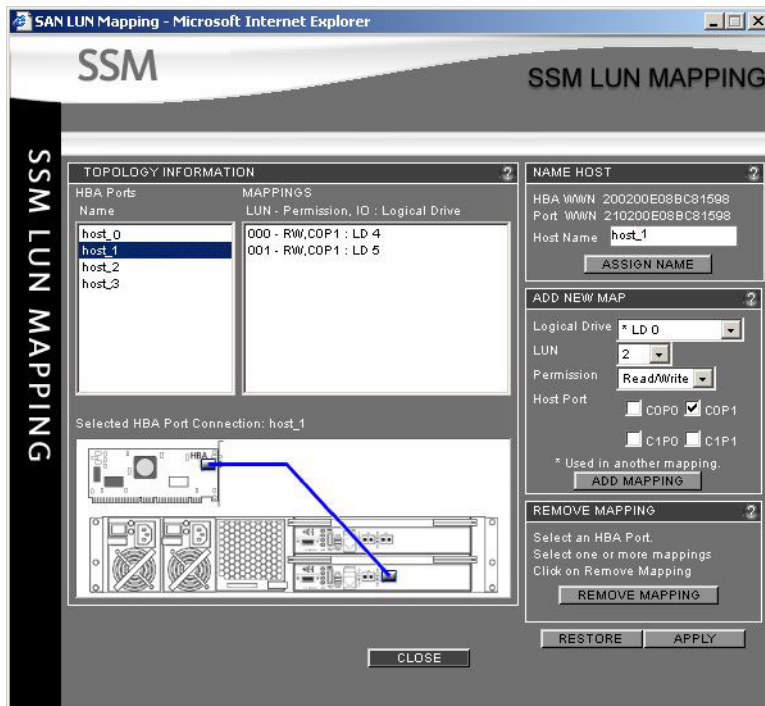 SAN LUN Mapping - Microsoft Internet Explorer
SSM
SSM LUN MAPPING
SSM LUN MAPPING
TOPOLOGY INFORMATION ?
HBA Ports MAPPINGS
Name LUN - Permission, IO : Logical Drive
host_0
host_1
host_2
host_3
000 - RW,C0P1 : LD 4
001 - RW,C0P1 : LD 5
Selected HBA Port Connection: host_1
HBA
NAME HOST ?
HBA WWN 200200E08BC81598
Port WWN 210200E08BC81598
Host Name host_1
ASSIGN NAME
ADD NEW MAP ?
Logical Drive * LD 0
LUN 2
Permission Read/Write
Host Port
C0P0 C0P1
C1P0 C1P1
* Used in another mapping.
ADD MAPPING
REMOVE MAPPING ?
Select an HBA Port.
Select one or more mappings
Click on Remove Mapping
REMOVE MAPPING
RESTORE APPLY
CLOSE